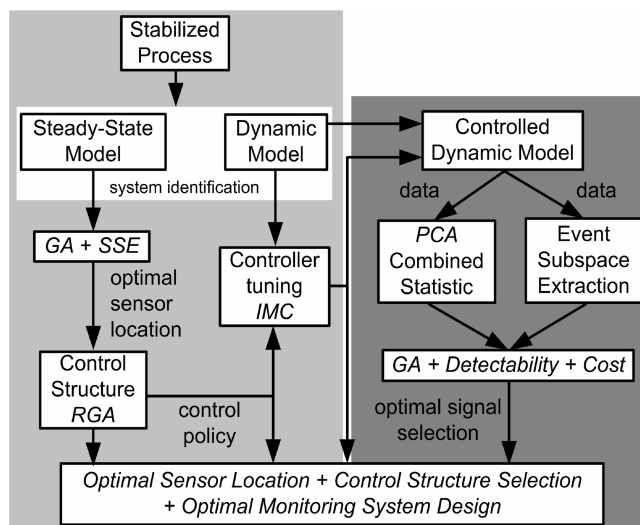 Stabilized
Process
Steady-State
Model
Dynamic
Model
system identification
Controlled
Dynamic Model
data
data
GA + SSE
optimal
sensor
location
Controller
tuning
IMC
PCA
Combined
Statistic
Event
Subspace
Extraction
Control
Structure
RGA
control
policy
GA + Detectability + Cost
optimal signal
selection
Optimal Sensor Location + Control Structure Selection
+ Optimal Monitoring System Design